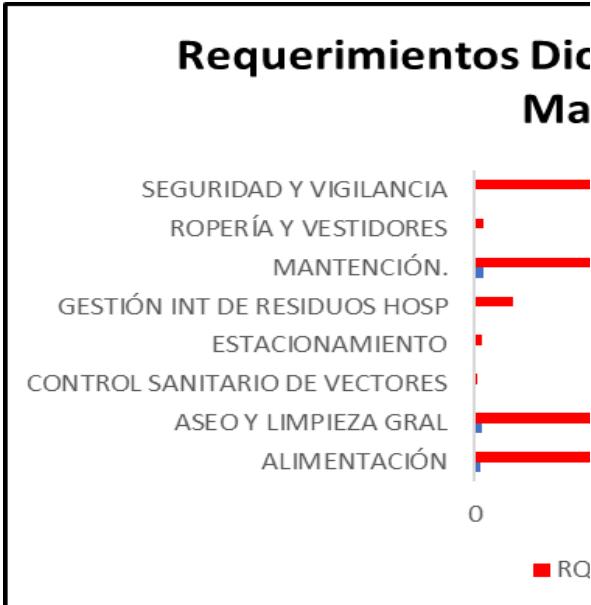 Requerimientos Dic
Ma
SEGURIDAD Y VIGILANCIA
ROPERÍA Y VESTIDORES
MANTENCIÓN.
GESTIÓN INT DE RESIDUOS HOSP
ESTACIONAMIENTO
CONTROL SANITARIO DE VECTORES
ASEO Y LIMPIEZA GRAL
ALIMENTACIÓN
0
RQ